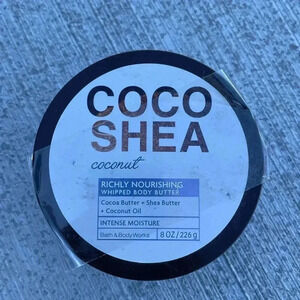 COCO
SHEA
coconut
RICHLY NOURISHING
WHIPPED BODY BUTTER
Cocoa Butter + Shea Butter
+ Coconut Oil
INTENSE MOISTURE
Bath & Body Works
8 OZ / 226 g